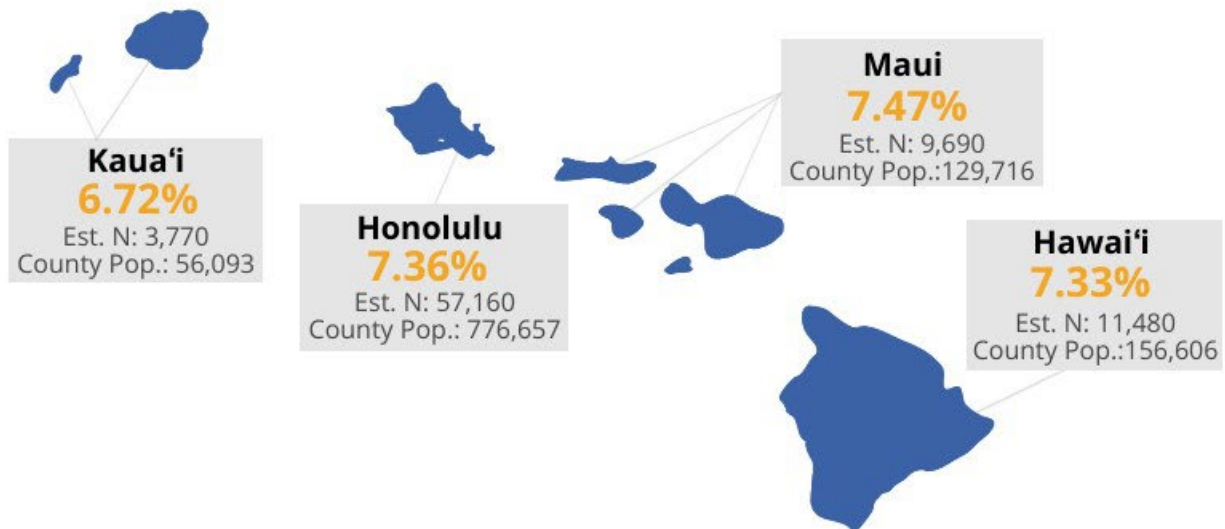 Kauaʻi
6.72%
Est. N: 3,770
County Pop.: 56,093
Honolulu
7.36%
Est. N: 57,160
County Pop.: 776,657
Maui
7.47%
Est. N: 9,690
County Pop.:129,716
Hawaiʻi
7.33%
Est. N: 11,480
County Pop.:156,606